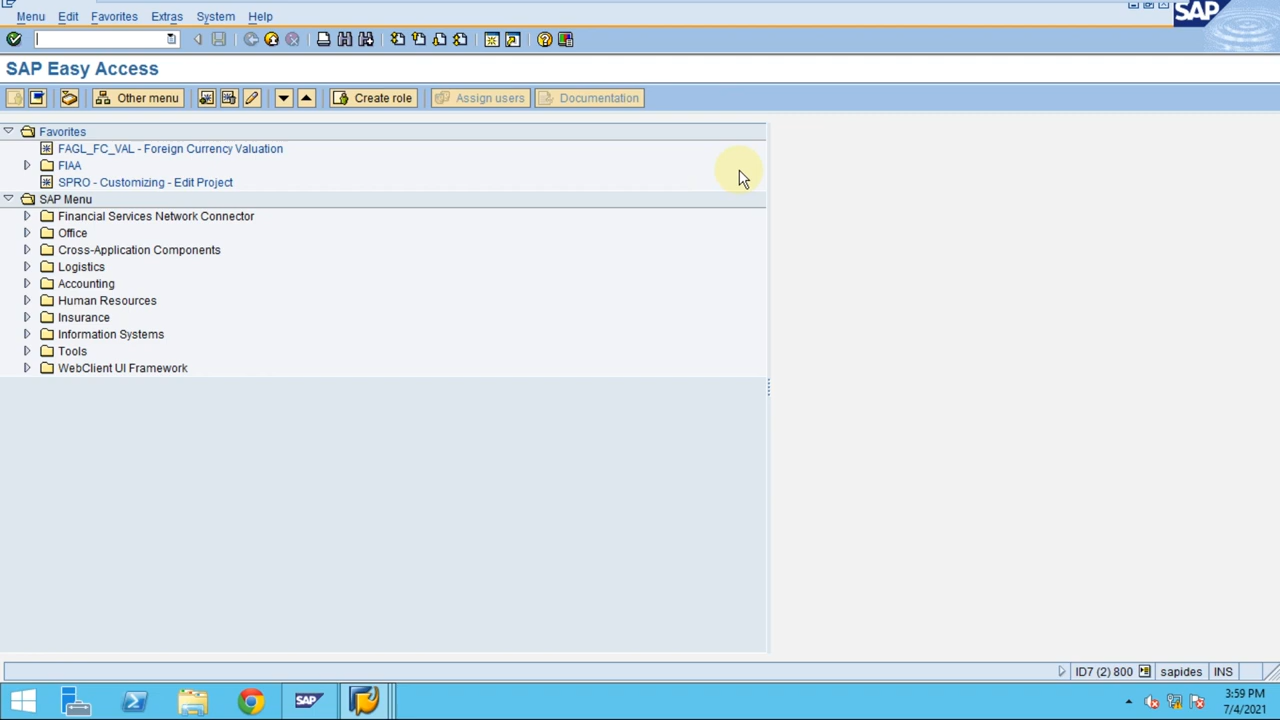 Menu Edit Favorites Extras System Help
SAP
SAP Easy Access
Other menu Create role Assign users Documentation
Favorites
FAGL_FC_VAL - Foreign Currency Valuation
FIAA
SPRO - Customizing - Edit Project
SAP Menu
Financial Services Network Connector
Office
Cross-Application Components
Logistics
Accounting
Human Resources
Insurance
Information Systems
Tools
WebClient UI Framework
ID7 (2) 800 sapides INS
SAP
3:59 PM
7/4/2021